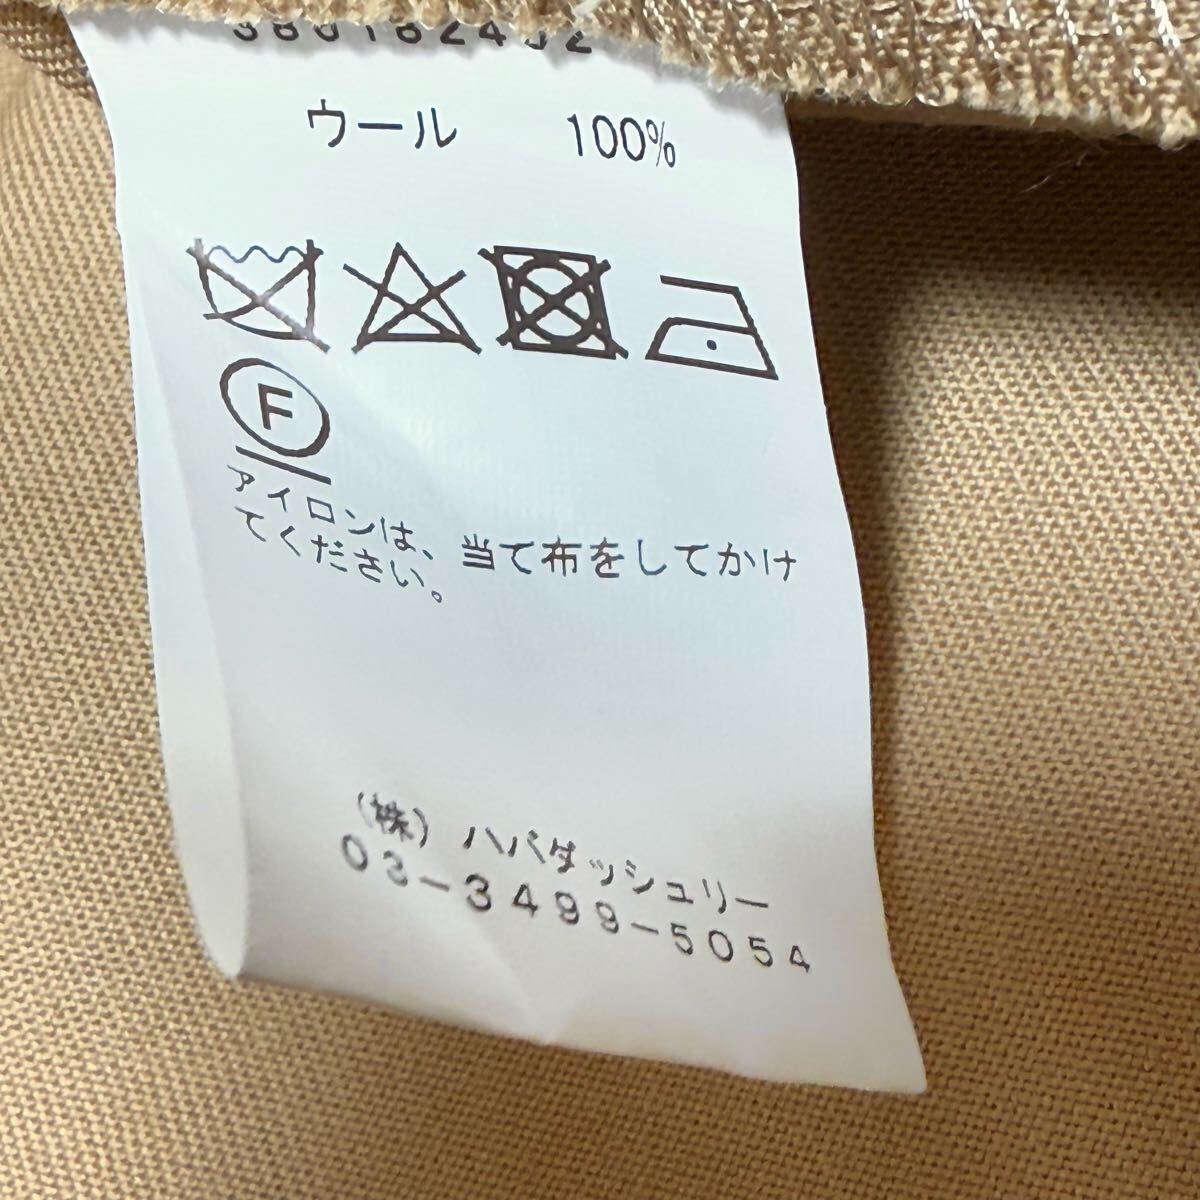 ウール 100%
F
アイロンは、当て布をしてかけ
てください。
(株)ハバダッシュリー
03-3499-5054